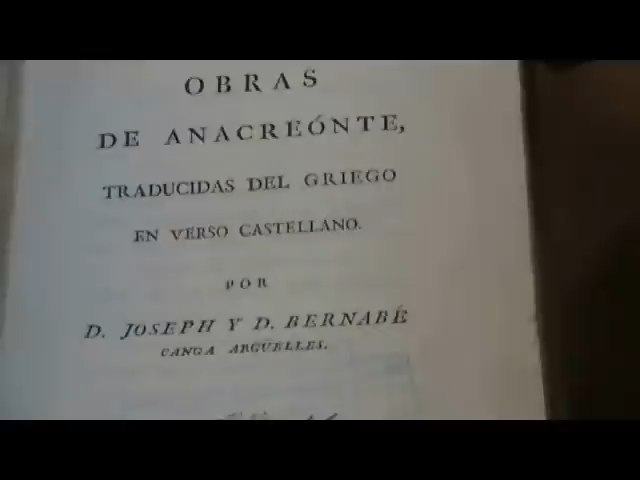 OBRAS
DE ANACREÓNTE,
TRADUCIDAS DEL GRIEGO
EN VERSO CASTELLANO.
POR
D. JOSEPH Y D. BERNABÉ
CANGA ARGÜELLES.